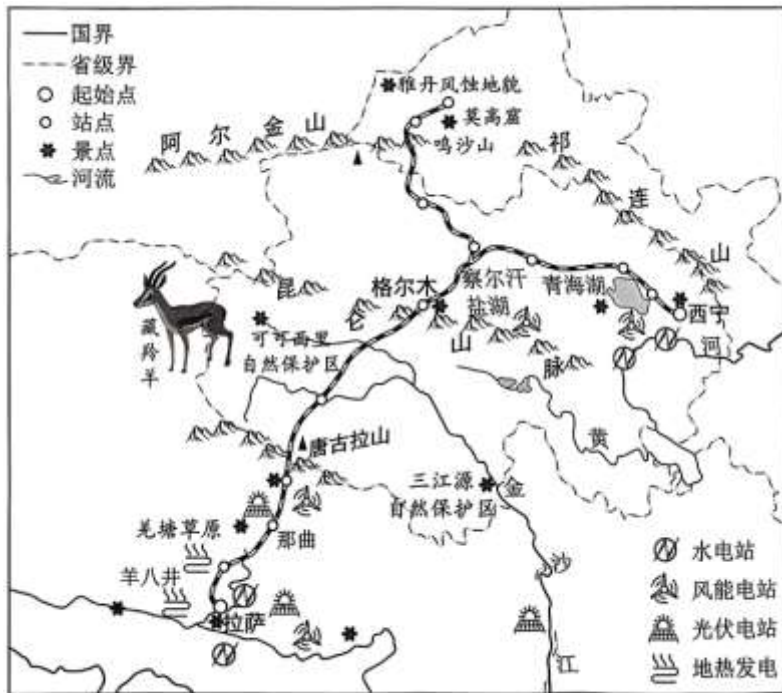 国界
省级界
起始点
站点
景点
河流
雅丹风蚀地貌
莫高窟
鸣沙山
阿尔金山
祁连山
昆仑山脉
格尔木
察尔汗
盐湖
青海湖
西宁
藏羚羊
可可西里
自然保护区
黄河
唐古拉山
三江源
自然保护区
金沙江
羌塘草原
那曲
羊八井
拉萨
水电站
风能电站
光伏电站
地热发电